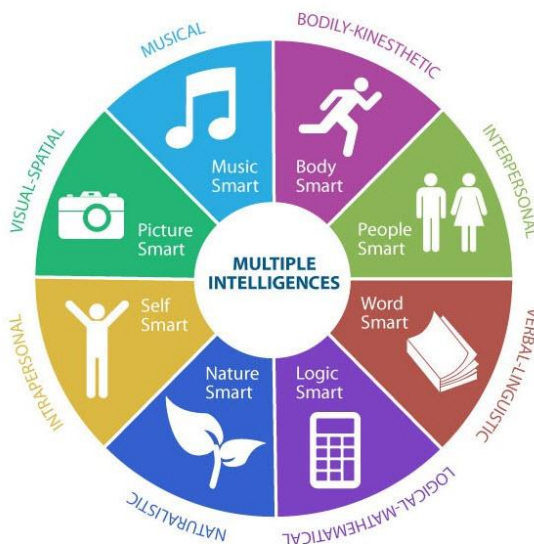 MUSICAL
BODILY-KINESTHETIC
VISUAL-SPATIAL
INTERPERSONAL
Music
Smart
Body
Smart
Picture
Smart
People
Smart
MULTIPLE
INTELLIGENCES
Self
Smart
Word
Smart
Nature
Smart
Logic
Smart
INTRAPERSONAL
VERBAL-LINGUISTIC
NATURALISTIC
LOGICAL-MATHEMATICAL